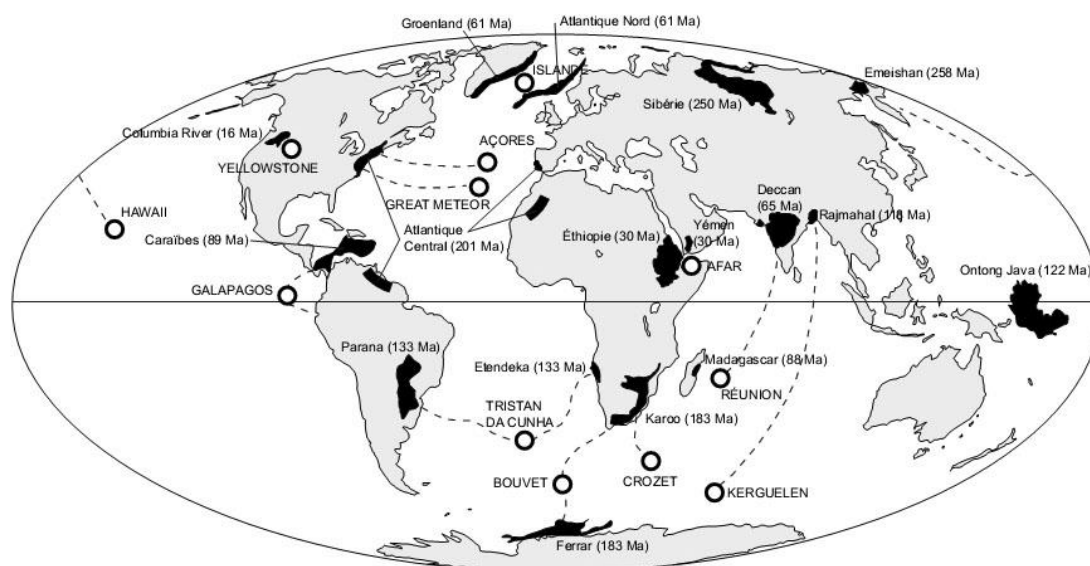 Groenland (61 Ma)
Atlantique Nord (61 Ma)
ISLANDE
Emeishan (258 Ma)
Sibérie (250 Ma)
Columbia River (16 Ma)
YELLOWSTONE
AÇORES
GREAT METEOR
HAWAII
Deccan
(65 Ma)
Rajmahal (118 Ma)
Atlantique
Central (201 Ma)
Caraïbes (89 Ma)
Éthiopie (30 Ma)
Yémen
(30 Ma)
AFAR
Ontong Java (122 Ma)
GALAPAGOS
Parana (133 Ma)
Etendeka (133 Ma)
Madagascar (88 Ma)
RÉUNION
TRISTAN
DA CUNHA
Karoo (183 Ma)
BOUVET
CROZET
KERGUELEN
Ferrar (183 Ma)